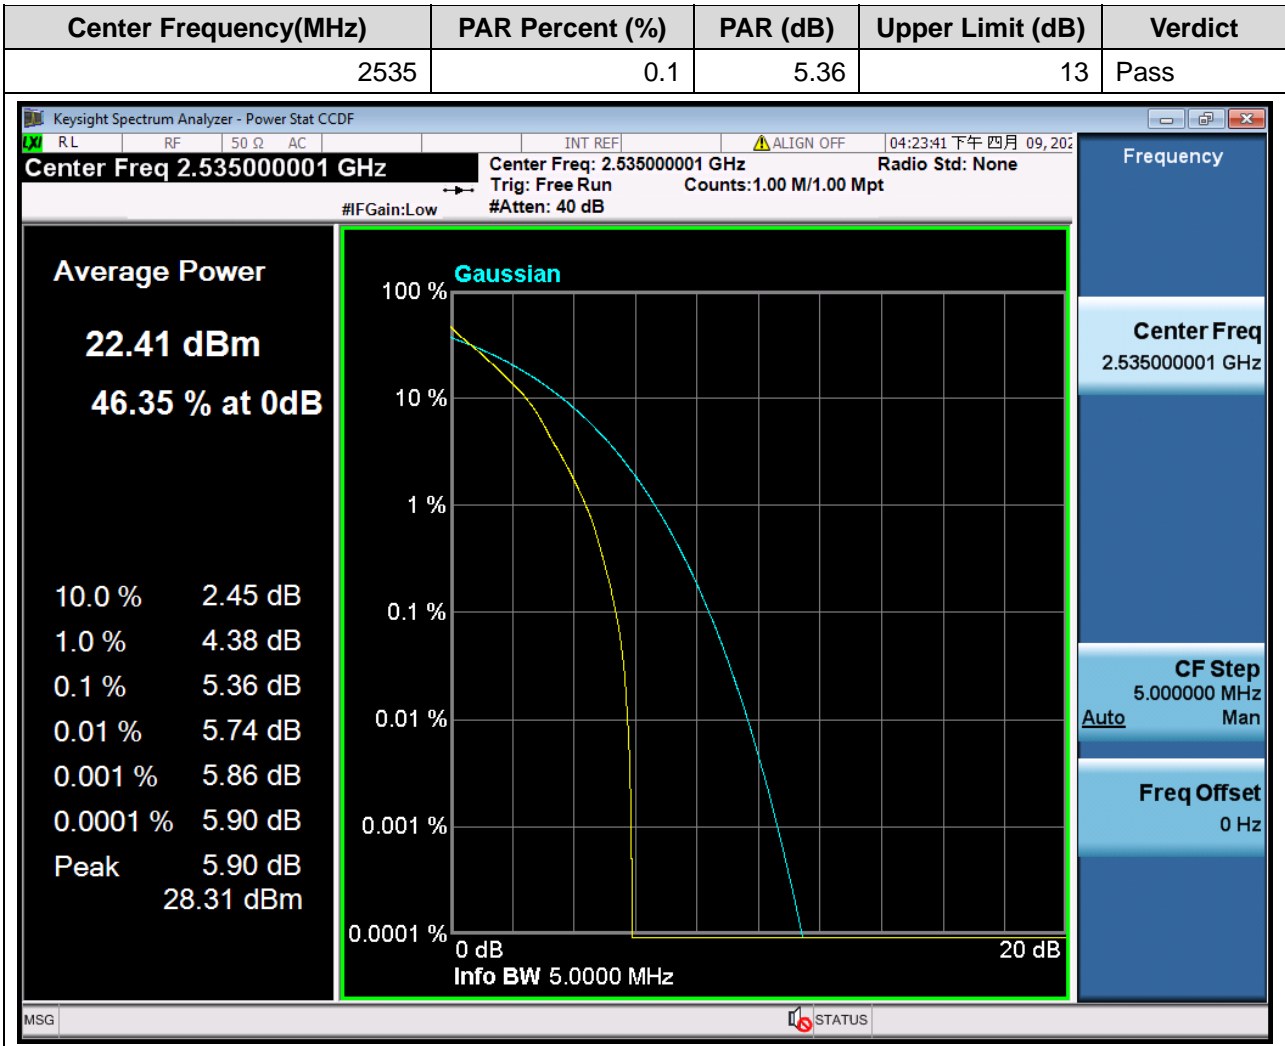 Center Frequency(MHz) PAR Percent (%) PAR (dB) Upper Limit (dB) Verdict
2535 0.1 5.36 13 Pass
Keysight Spectrum Analyzer - Power Stat CCDF
LXI RL RF 50 Ω AC INT REF ALIGN OFF 04:23:41 下午 四月 09, 202
Center Freq 2.535000001 GHz
#IFGain:Low
Center Freq: 2.535000001 GHz Radio Std: None
Trig: Free Run Counts:1.00 M/1.00 Mpt
#Atten: 40 dB
Average Power
22.41 dBm
46.35 % at 0dB
10.0 % 2.45 dB
1.0 % 4.38 dB
0.1 % 5.36 dB
0.01 % 5.74 dB
0.001 % 5.86 dB
0.0001 % 5.90 dB
Peak 5.90 dB
28.31 dBm
Gaussian
100 %
10 %
1 %
0.1 %
0.01 %
0.001 %
0.0001 %
0 dB 20 dB
Info BW 5.0000 MHz
Frequency
Center Freq
2.535000001 GHz
CF Step
5.000000 MHz
Auto Man
Freq Offset
0 Hz
MSG STATUS